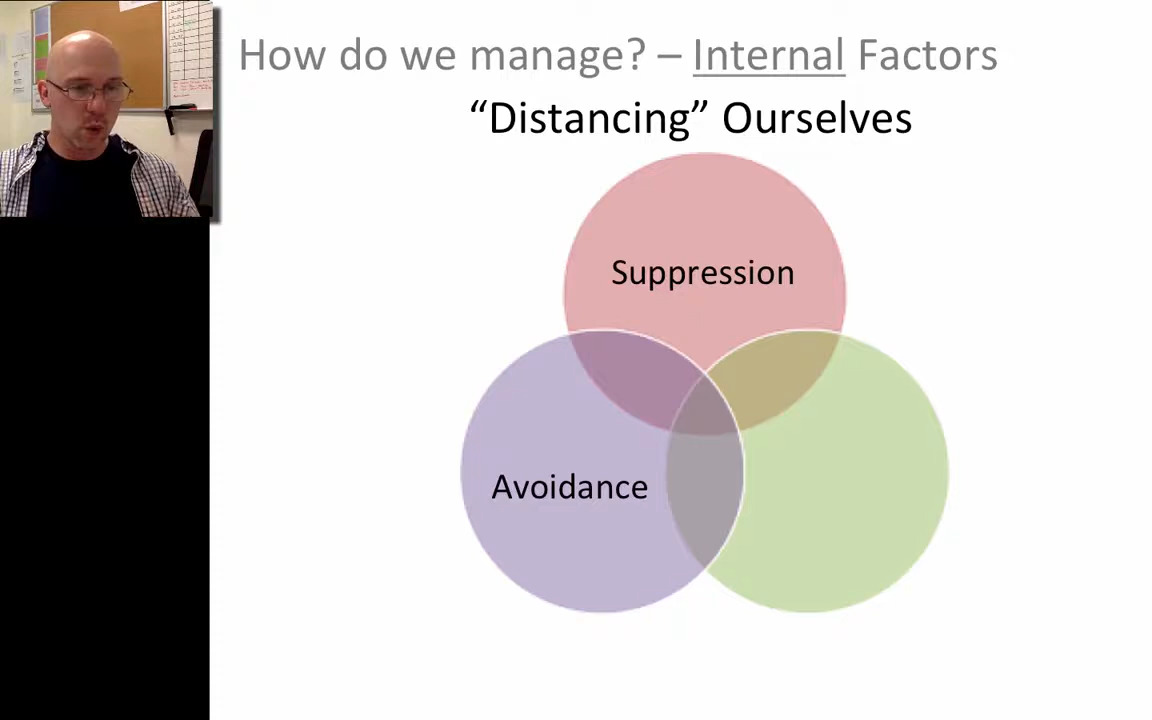 How do we manage? – Internal Factors
“Distancing” Ourselves
Suppression
Avoidance